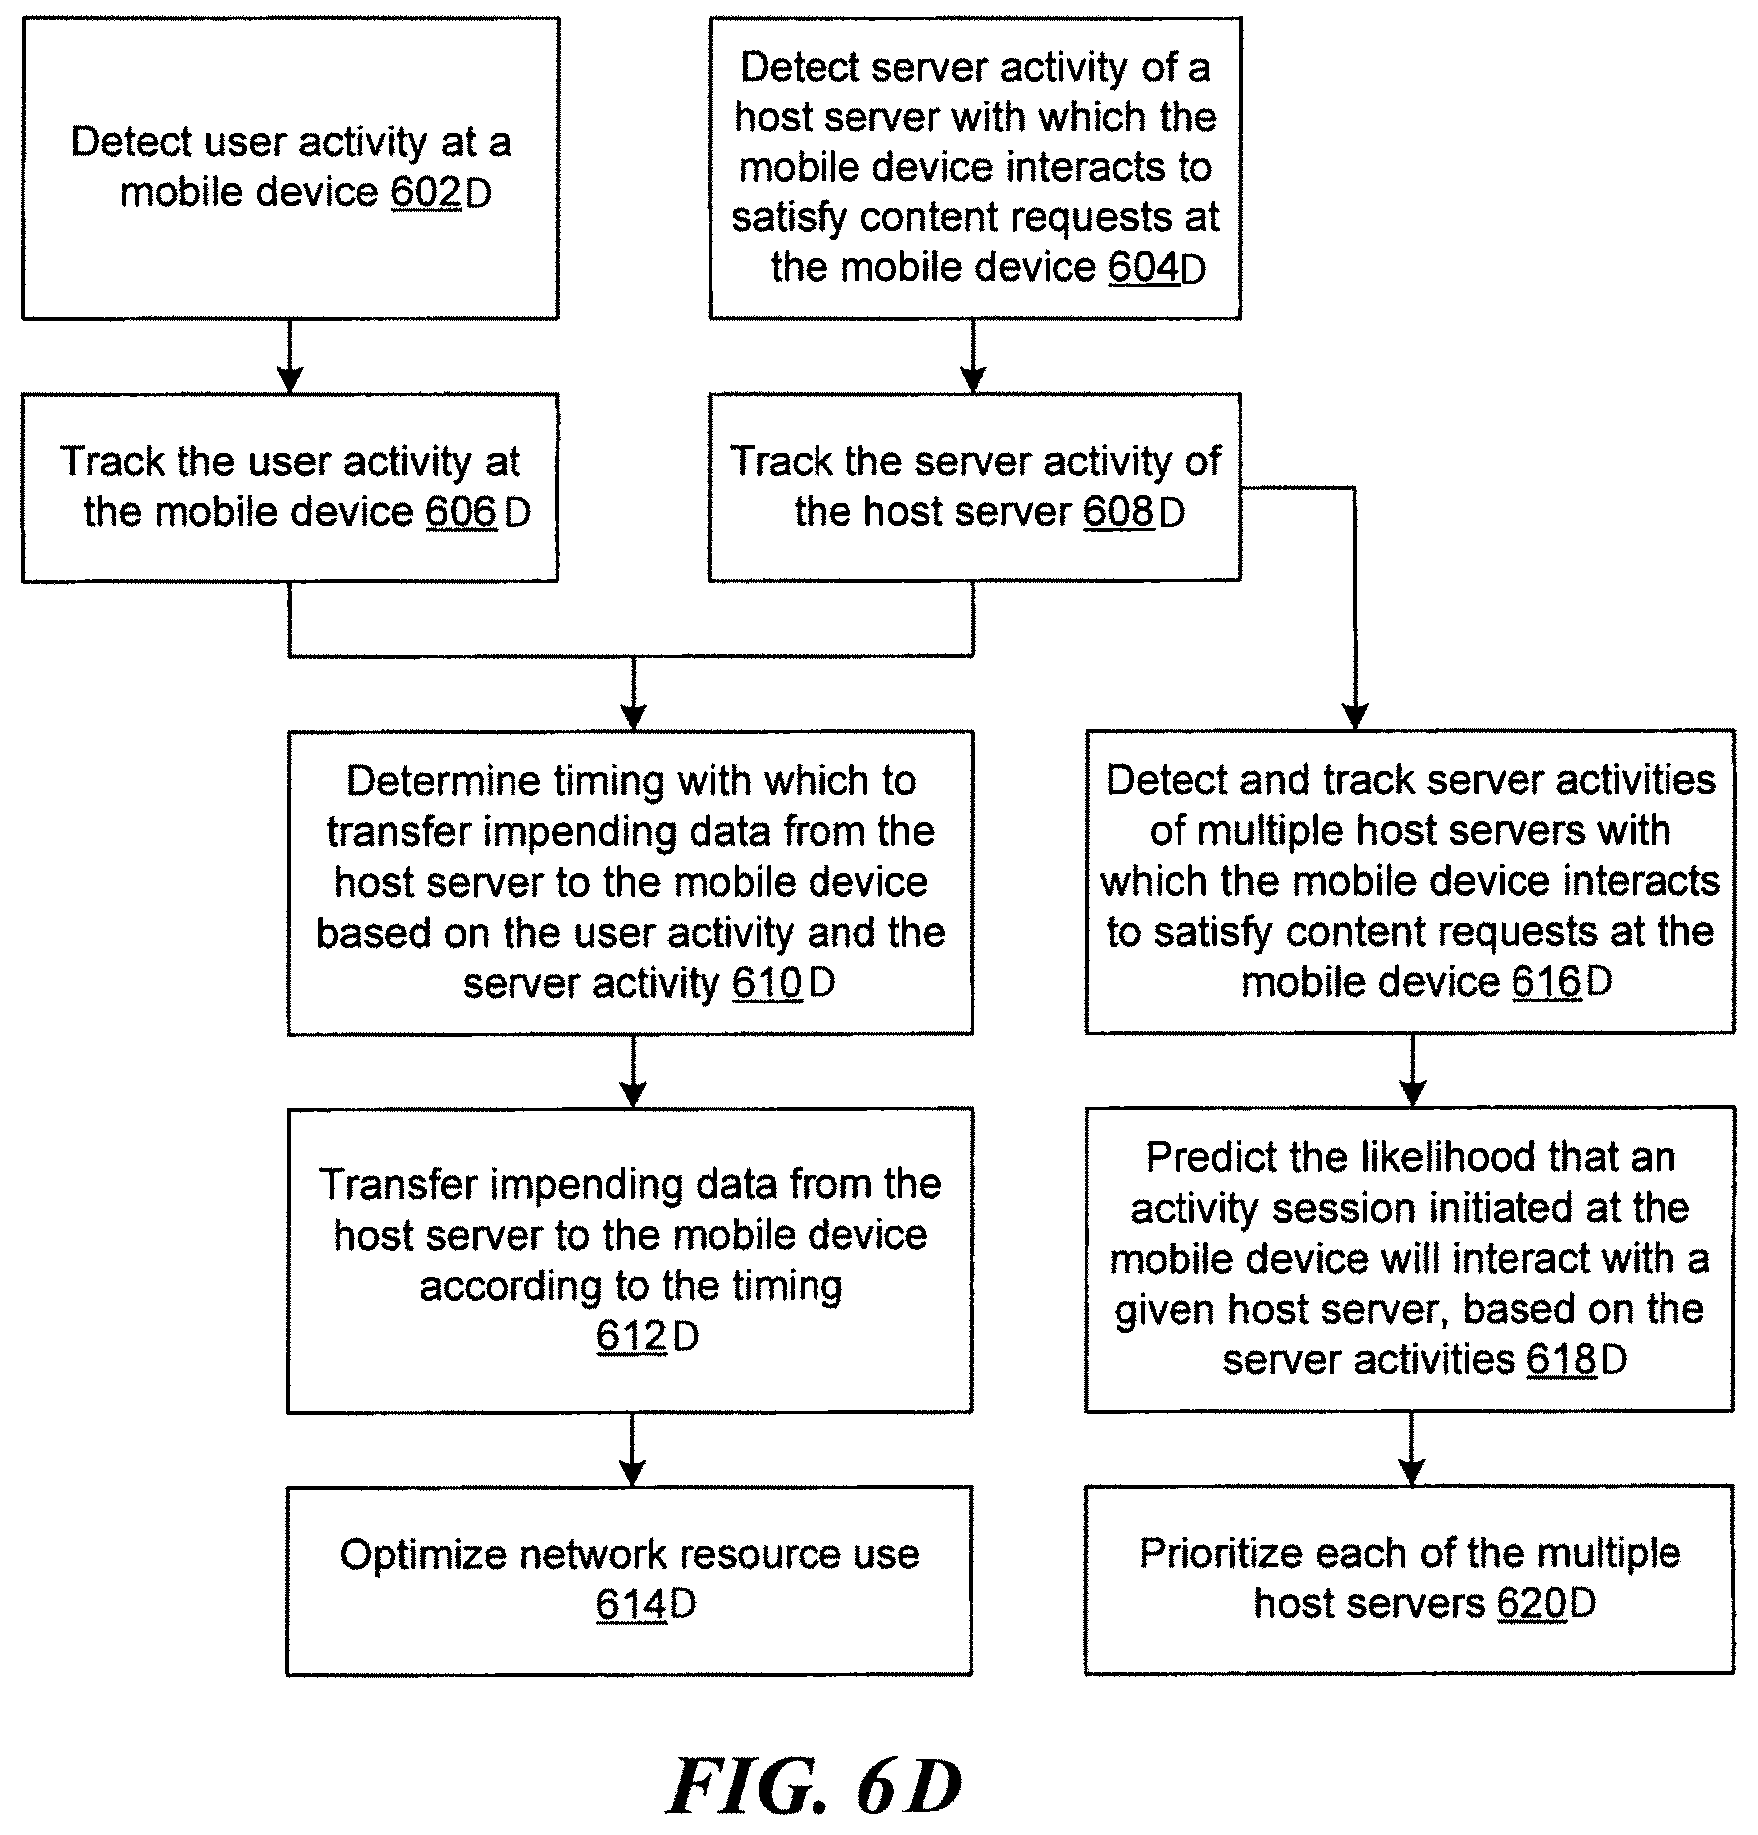 Detect user activity at a
mobile device 602D
Detect server activity of a
host server with which the
mobile device interacts to
satisfy content requests at
the mobile device 604D
Track the user activity at
the mobile device 606D
Track the server activity of
the host server 608D
Determine timing with which to
transfer impending data from the
host server to the mobile device
based on the user activity and the
server activity 610D
Detect and track server activities
of multiple host servers with
which the mobile device interacts
to satisfy content requests at the
mobile device 616D
Transfer impending data from the
host server to the mobile device
according to the timing
612D
Predict the likelihood that an
activity session initiated at the
mobile device will interact with a
given host server, based on the
server activities 618D
Optimize network resource use
614D
Prioritize each of the multiple
host servers 620D
FIG. 6D